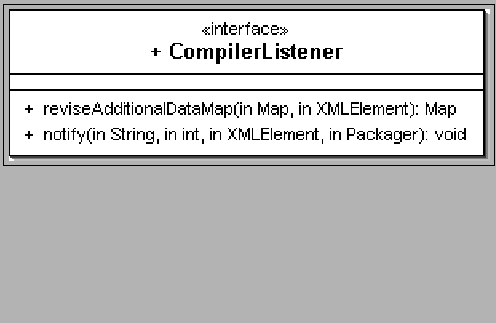 «interface»
+ CompilerListener
+ reviseAdditionalDataMap(in Map, in XMLElement): Map
+ notify(in String, in int, in XMLElement, in Packager): void